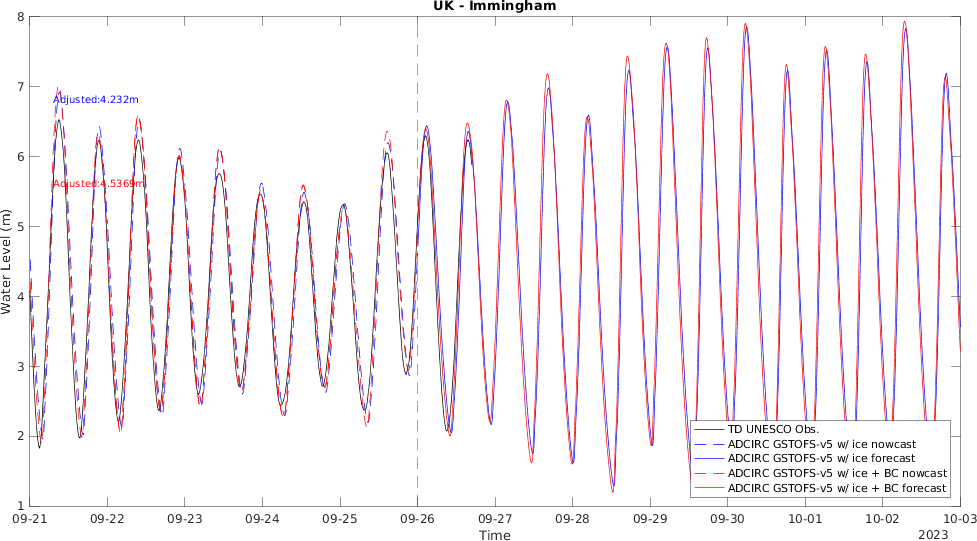 UK - Immingham
8
7
6
5
4
3
2
1
Water Level (m)
Adjusted:4.232m
Adjusted:4.5369m
TD UNESCO Obs.
ADCIRC GSTOFS-v5 w/ ice nowcast
ADCIRC GSTOFS-v5 w/ ice forecast
ADCIRC GSTOFS-v5 w/ ice + BC nowcast
ADCIRC GSTOFS-v5 w/ ice + BC forecast
09-21 09-22 09-23 09-24 09-25 09-26 09-27 09-28 09-29 09-30 10-01 10-02 10-03
Time
2023